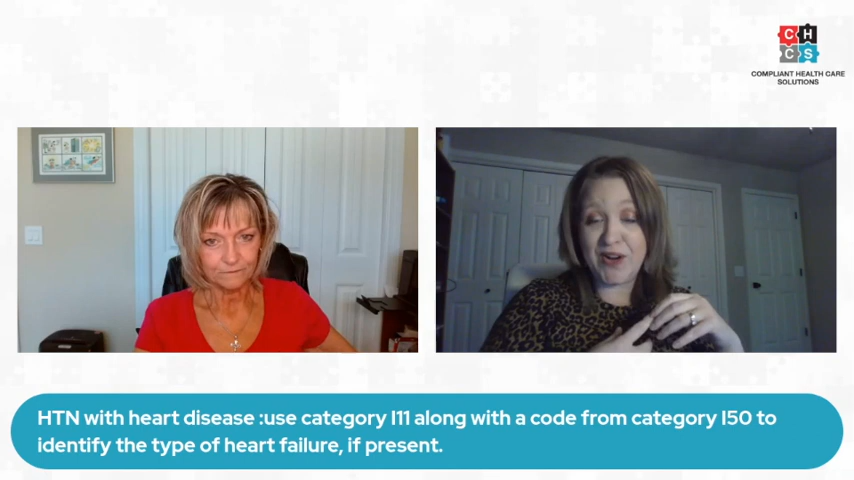 C H
C S
COMPLIANT HEALTH CARE
SOLUTIONS
HTN with heart disease :use category I11 along with a code from category I50 to
identify the type of heart failure, if present.